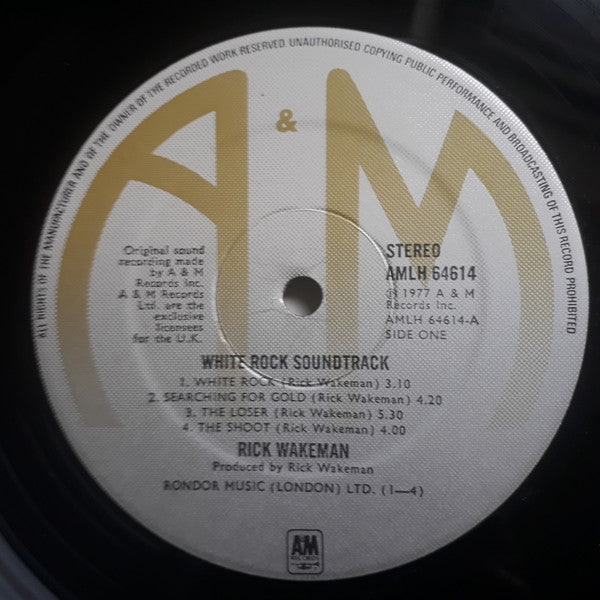 ALL RIGHTS OF THE MANUFACTURER AND OF THE OWNER OF THE RECORDED WORK RESERVED. UNAUTHORISED COPYING PUBLIC PERFORMANCE AND BROADCASTING OF THIS RECORD PROHIBITED
A & M
Original sound
recording made
by A & M
Records Inc.
A & M Records
Ltd. are the
exclusive
licensees
for the U.K.
STEREO
AMLH 64614
℗ 1977 A & M
Records Inc.
AMLH 64614-A
SIDE ONE
WHITE ROCK SOUNDTRACK
1. WHITE ROCK (Rick Wakeman) 3.10
2. SEARCHING FOR GOLD (Rick Wakeman) 4.20
3. THE LOSER (Rick Wakeman) 5.30
4. THE SHOOT (Rick Wakeman) 4.00
RICK WAKEMAN
Produced by Rick Wakeman
RONDOR MUSIC (LONDON) LTD. (1—4)
A&M
RECORDS